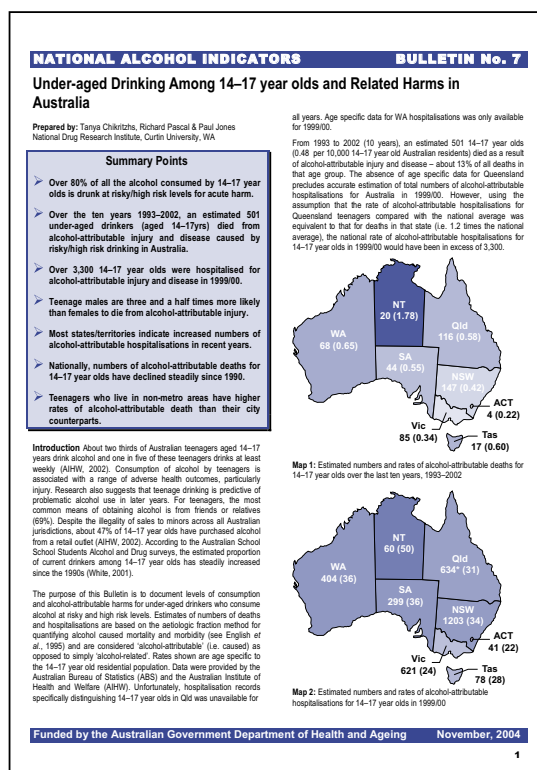 NATIONAL ALCOHOL INDICATORS BULLETIN No. 7
Under-aged Drinking Among 14–17 year olds and Related Harms in
Australia
Prepared by: Tanya Chikritzhs, Richard Pascal & Paul Jones
National Drug Research Institute, Curtin University, WA
Summary Points
Over 80% of all the alcohol consumed by 14–17 year
olds is drunk at risky/high risk levels for acute harm.
Over the ten years 1993–2002, an estimated 501
under-aged drinkers (aged 14–17yrs) died from
alcohol-attributable injury and disease caused by
risky/high risk drinking in Australia.
Over 3,300 14–17 year olds were hospitalised for
alcohol-attributable injury and disease in 1999/00.
Teenage males are three and a half times more likely
than females to die from alcohol-attributable injury.
Most states/territories indicate increased numbers of
alcohol-attributable hospitalisations in recent years.
Nationally, numbers of alcohol-attributable deaths for
14–17 year olds have declined steadily since 1990.
Teenagers who live in non-metro areas have higher
rates of alcohol-attributable death than their city
counterparts.
Introduction About two thirds of Australian teenagers aged 14–17
years drink alcohol and one in five of these teenagers drinks at least
weekly (AIHW, 2002). Consumption of alcohol by teenagers is
associated with a range of adverse health outcomes, particularly
injury. Research also suggests that teenage drinking is predictive of
problematic alcohol use in later years. For teenagers, the most
common means of obtaining alcohol is from friends or relatives
(69%). Despite the illegality of sales to minors across all Australian
jurisdictions, about 47% of 14–17 year olds have purchased alcohol
from a retail outlet (AIHW, 2002). According to the Australian School
School Students Alcohol and Drug surveys, the estimated proportion
of current drinkers among 14–17 year olds has steadily increased
since the 1990s (White, 2001).
The purpose of this Bulletin is to document levels of consumption
and alcohol-attributable harms for under-aged drinkers who consume
alcohol at risky and high risk levels. Estimates of numbers of deaths
and hospitalisations are based on the aetiologic fraction method for
quantifying alcohol caused mortality and morbidity (see English et
al., 1995) and are considered ‘alcohol-attributable’ (i.e. caused) as
opposed to simply ‘alcohol-related’. Rates shown are age specific to
the 14–17 year old residential population. Data were provided by the
Australian Bureau of Statistics (ABS) and the Australian Institute of
Health and Welfare (AIHW). Unfortunately, hospitalisation records
specifically distinguishing 14–17 year olds in Qld was unavailable for
all years. Age specific data for WA hospitalisations was only available
for 1999/00.
From 1993 to 2002 (10 years), an estimated 501 14–17 year olds
(0.48 per 10,000 14–17 year old Australian residents) died as a result
of alcohol-attributable injury and disease – about 13% of all deaths in
that age group. The absence of age specific data for Queensland
precludes accurate estimation of total numbers of alcohol-attributable
hospitalisations for Australia in 1999/00. However, using the
assumption that the rate of alcohol-attributable hospitalisations for
Queensland teenagers compared with the national average was
equivalent to that for deaths in that state (i.e. 1.2 times the national
average), the national rate of alcohol-attributable hospitalisations for
14–17 year olds in 1999/00 would have been in excess of 3,300.
NT
20 (1.78)
WA
68 (0.65)
Qld
116 (0.58)
SA
44 (0.55)
NSW
147 (0.42)
ACT
4 (0.22)
Vic
85 (0.34)
Tas
17 (0.60)
Map 1: Estimated numbers and rates of alcohol-attributable deaths for
14–17 year olds over the last ten years, 1993–2002
NT
60 (50)
WA
404 (36)
Qld
634* (31)
SA
299 (36)
NSW
1203 (34)
ACT
41 (22)
Vic
621 (24)
Tas
78 (28)
Map 2: Estimated numbers and rates of alcohol-attributable
hospitalisations for 14–17 year olds in 1999/00
Funded by the Australian Government Department of Health and Ageing November, 2004
1